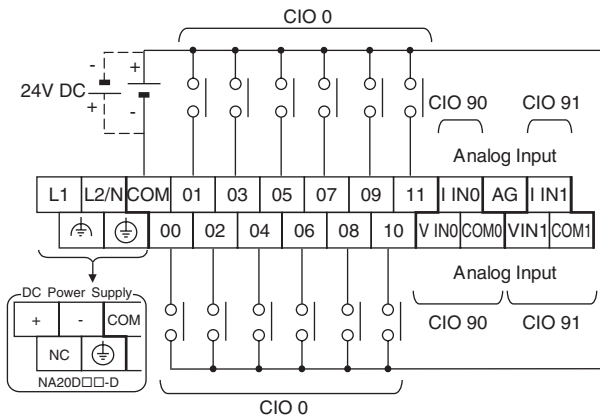 CIO 0
- +
24V DC
+ -
CIO 90 CIO 91
Analog Input
L1 L2/N COM 01 03 05 07 09 11 I IN0 AG I IN1
00 02 04 06 08 10 V IN0 COM0 VIN1 COM1
Analog Input
DC Power Supply
+ - COM
NC
NA20D□□-D
CIO 90 CIO 91
CIO 0